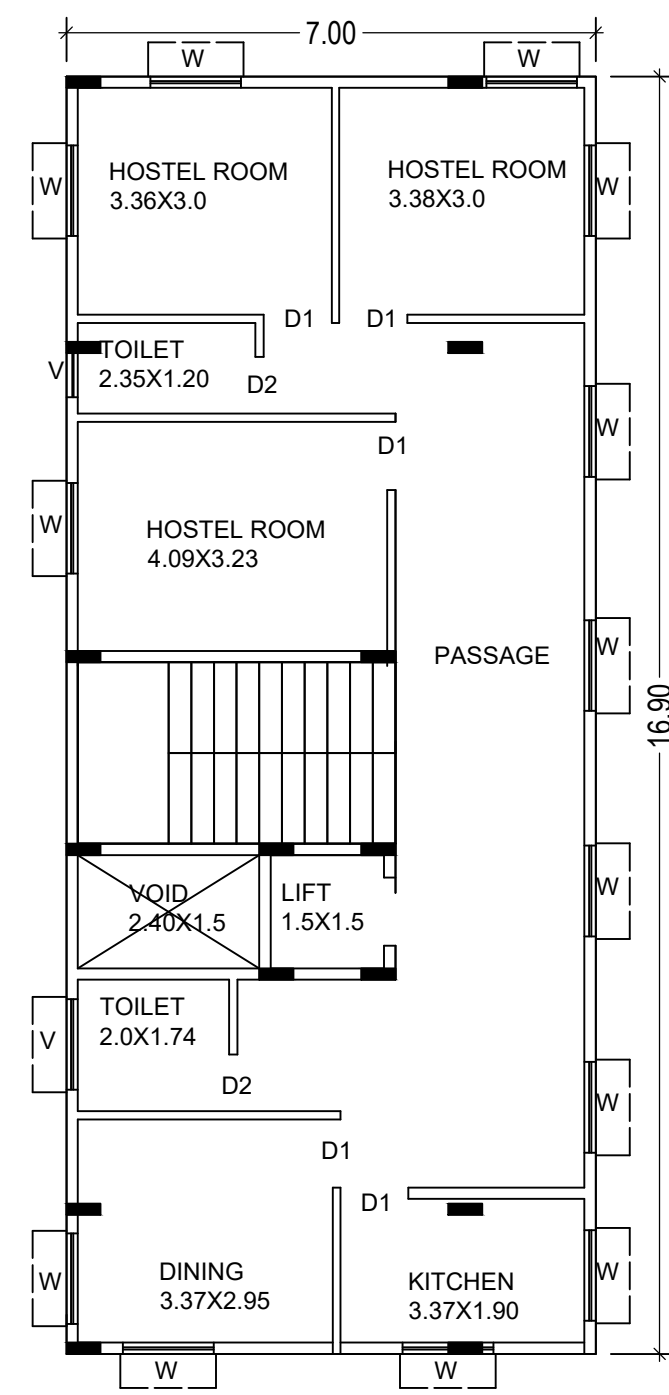 7.00
W
W
HOSTEL ROOM
3.36X3.0
HOSTEL ROOM
3.38X3.0
W
W
D1
D1
TOILET
2.35X1.20
V
D2
W
D1
W
HOSTEL ROOM
4.09X3.23
PASSAGE
W
16.90
VOID
2.40X1.5
LIFT
1.5X1.5
W
TOILET
2.0X1.74
V
D2
W
D1
D1
DINING
3.37X2.95
KITCHEN
3.37X1.90
W
W
W
W